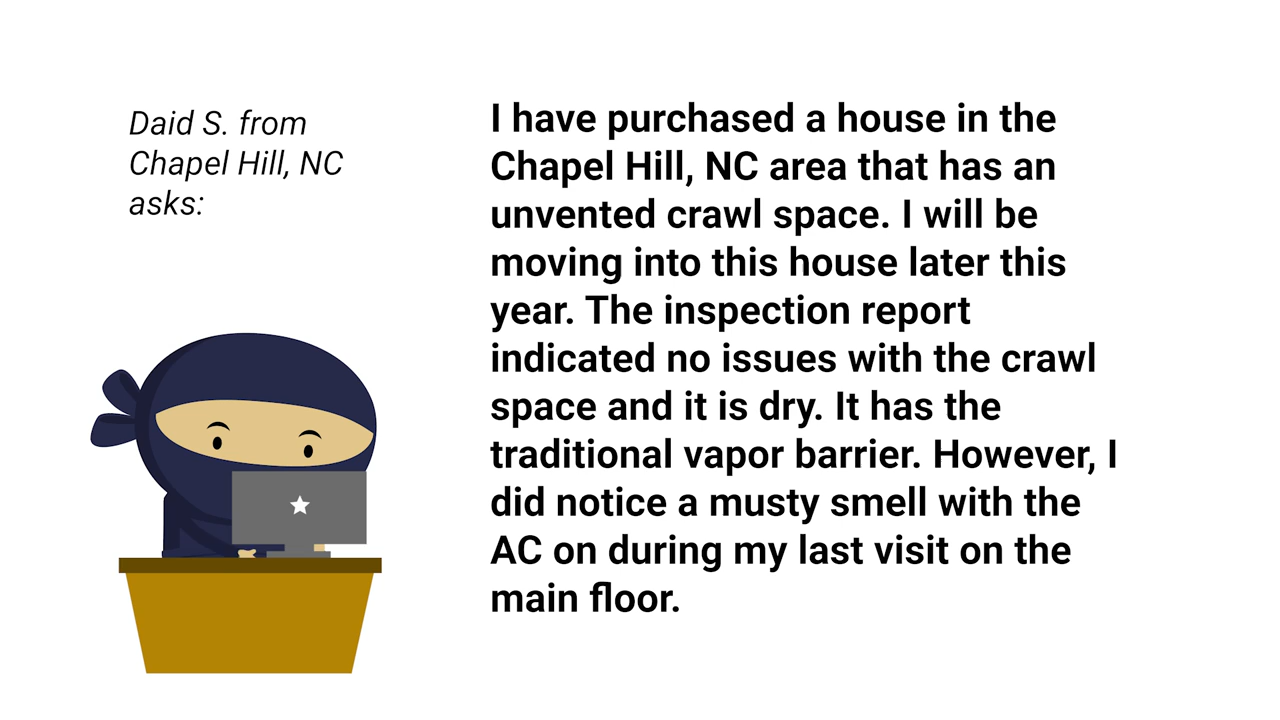 Daid S. from
Chapel Hill, NC
asks:
I have purchased a house in the
Chapel Hill, NC area that has an
unvented crawl space. I will be
moving into this house later this
year. The inspection report
indicated no issues with the crawl
space and it is dry. It has the
traditional vapor barrier. However, I
did notice a musty smell with the
AC on during my last visit on the
main floor.